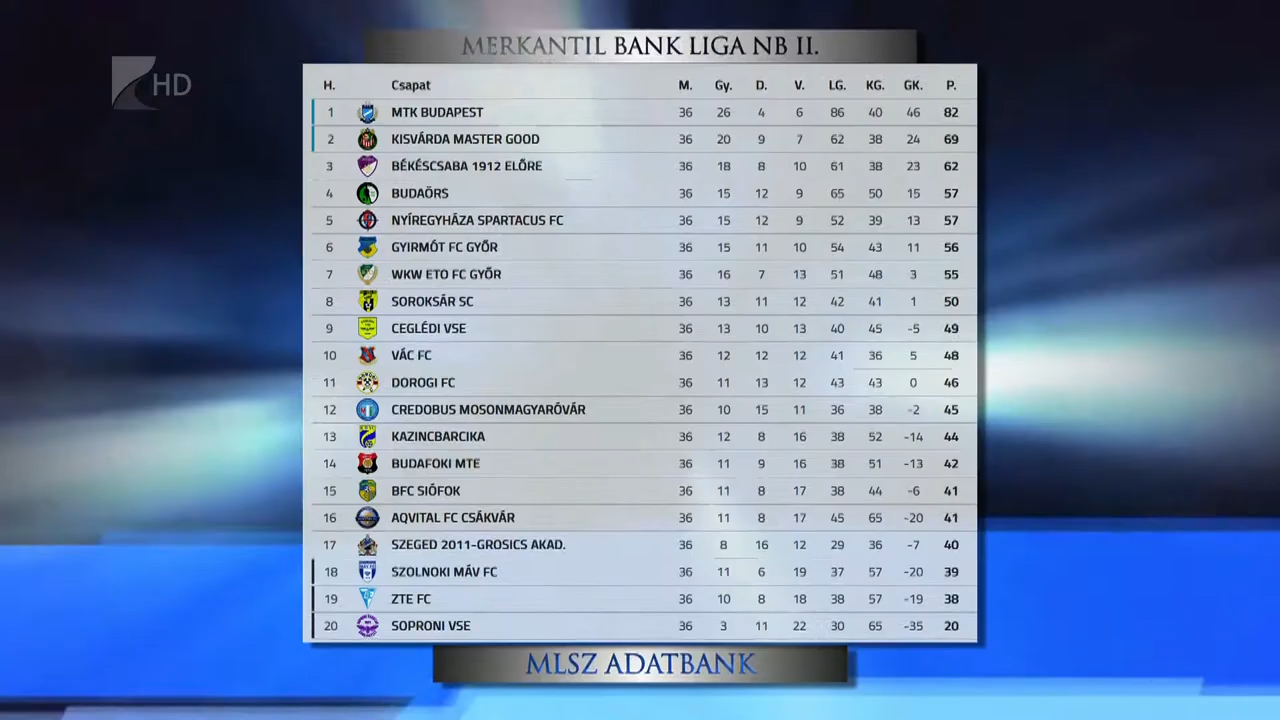 MERKANTIL BANK LIGA NB II.
HD
H. Csapat M. Gy. D. V. LG. KG. GK. P.
1 MTK BUDAPEST 36 26 4 6 86 40 46 82
2 KISVÁRDA MASTER GOOD 36 20 9 7 62 38 24 69
3 BÉKÉSCSABA 1912 ELŐRE 36 18 8 10 61 38 23 62
4 BUDAÖRS 36 15 12 9 65 50 15 57
5 NYÍREGYHÁZA SPARTACUS FC 36 15 12 9 52 39 13 57
6 GYIRMÓT FC GYŐR 36 15 11 10 54 43 11 56
7 WKW ETO FC GYŐR 36 16 7 13 51 48 3 55
8 SOROKSÁR SC 36 13 11 12 42 41 1 50
9 CEGLÉDI VSE 36 13 10 13 40 45 -5 49
10 VÁC FC 36 12 12 12 41 36 5 48
11 DOROGI FC 36 11 13 12 43 43 0 46
12 CREDOBUS MOSONMAGYARÓVÁR 36 10 15 11 36 38 -2 45
13 KAZINCBARCIKA 36 12 8 16 38 52 -14 44
14 BUDAFOKI MTE 36 11 9 16 38 51 -13 42
15 BFC SIÓFOK 36 11 8 17 38 44 -6 41
16 AQVITAL FC CSÁKVÁR 36 11 8 17 45 65 -20 41
17 SZEGED 2011-GROSICS AKAD. 36 8 16 12 29 36 -7 40
18 SZOLNOKI MÁV FC 36 11 6 19 37 57 -20 39
19 ZTE FC 36 10 8 18 38 57 -19 38
20 SOPRONI VSE 36 3 11 22 30 65 -35 20
MLSZ ADATBANK